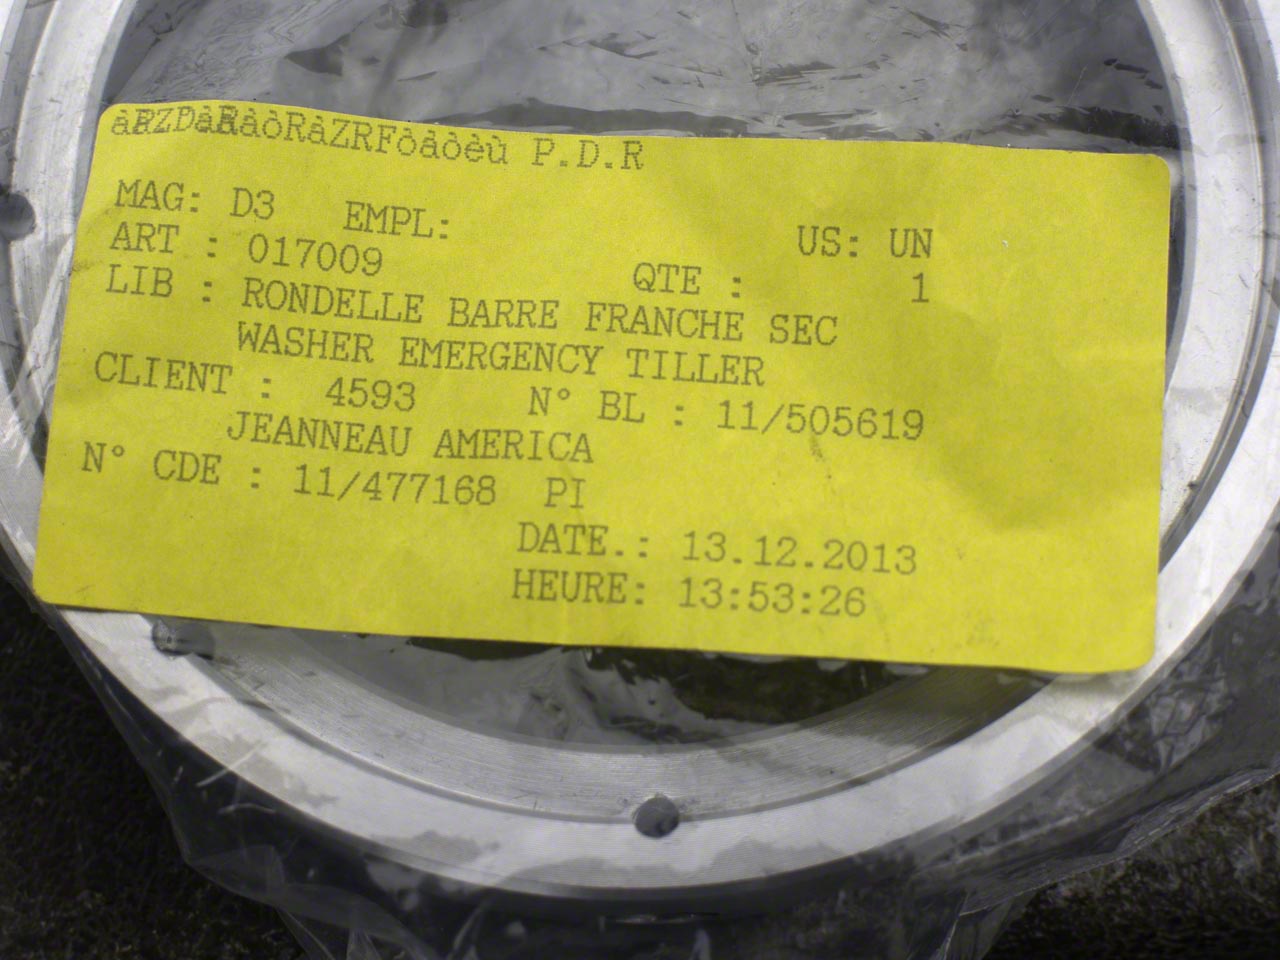 P.D.R
MAG: D3 EMPL: US: UN
ART : 017009 QTE : 1
LIB : RONDELLE BARRE FRANCHE SEC
WASHER EMERGENCY TILLER
CLIENT : 4593 N° BL : 11/505619
JEANNEAU AMERICA
N° CDE : 11/477168 PI
DATE.: 13.12.2013
HEURE: 13:53:26